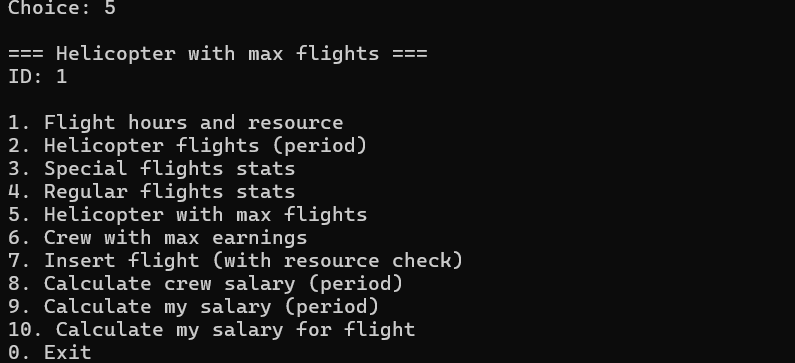 Choice: 5
=== Helicopter with max flights ===
ID: 1
1. Flight hours and resource
2. Helicopter flights (period)
3. Special flights stats
4. Regular flights stats
5. Helicopter with max flights
6. Crew with max earnings
7. Insert flight (with resource check)
8. Calculate crew salary (period)
9. Calculate my salary (period)
10. Calculate my salary for flight
0. Exit